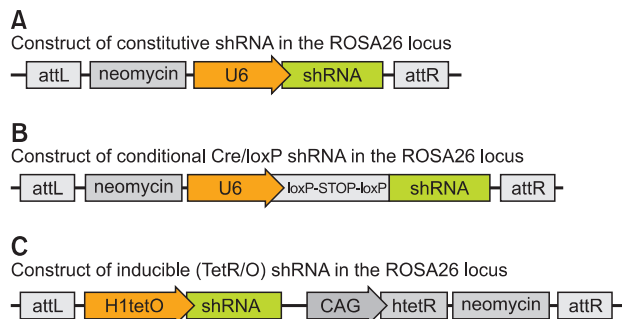 A
Construct of constitutive shRNA in the ROSA26 locus
attL neomycin U6 shRNA attR
B
Construct of conditional Cre/loxP shRNA in the ROSA26 locus
attL neomycin U6 loxP-STOP-loxP shRNA attR
C
Construct of inducible (TetR/O) shRNA in the ROSA26 locus
attL H1tetO shRNA CAG htetR neomycin attR